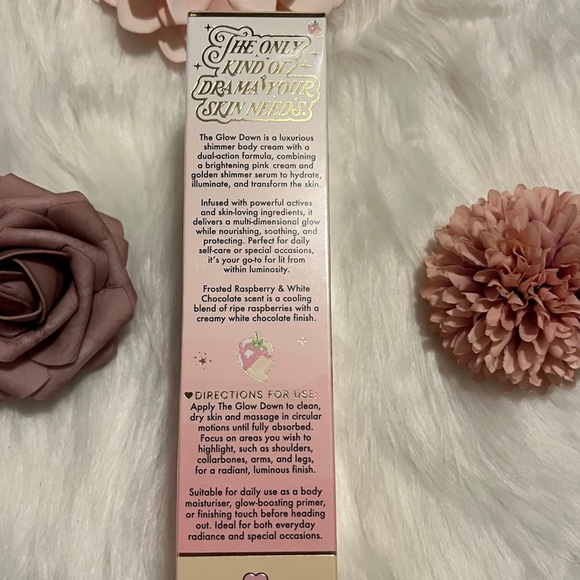 THE ONLY
KIND OF
DRAMA YOUR
SKIN NEEDS.
The Glow Down is a luxurious
shimmer body cream with a
dual-action formula, combining
a brightening pink cream and
golden shimmer serum to hydrate,
illuminate, and transform the skin.
Infused with powerful actives
and skin-loving ingredients, it
delivers a multi-dimensional glow
while nourishing, soothing, and
protecting. Perfect for daily
self-care or special occasions,
it's your go-to for lit from
within luminosity.
Frosted Raspberry & White
Chocolate scent is a cooling
blend of ripe raspberries with a
creamy white chocolate finish.
DIRECTIONS FOR USE:
Apply The Glow Down to clean,
dry skin and massage in circular
motions until fully absorbed.
Focus on areas you wish to
highlight, such as shoulders,
collarbones, arms, and legs,
for a radiant, luminous finish.
Suitable for daily use as a body
moisturiser, glow-boosting primer,
or finishing touch before heading
out. Ideal for both everyday
radiance and special occasions.